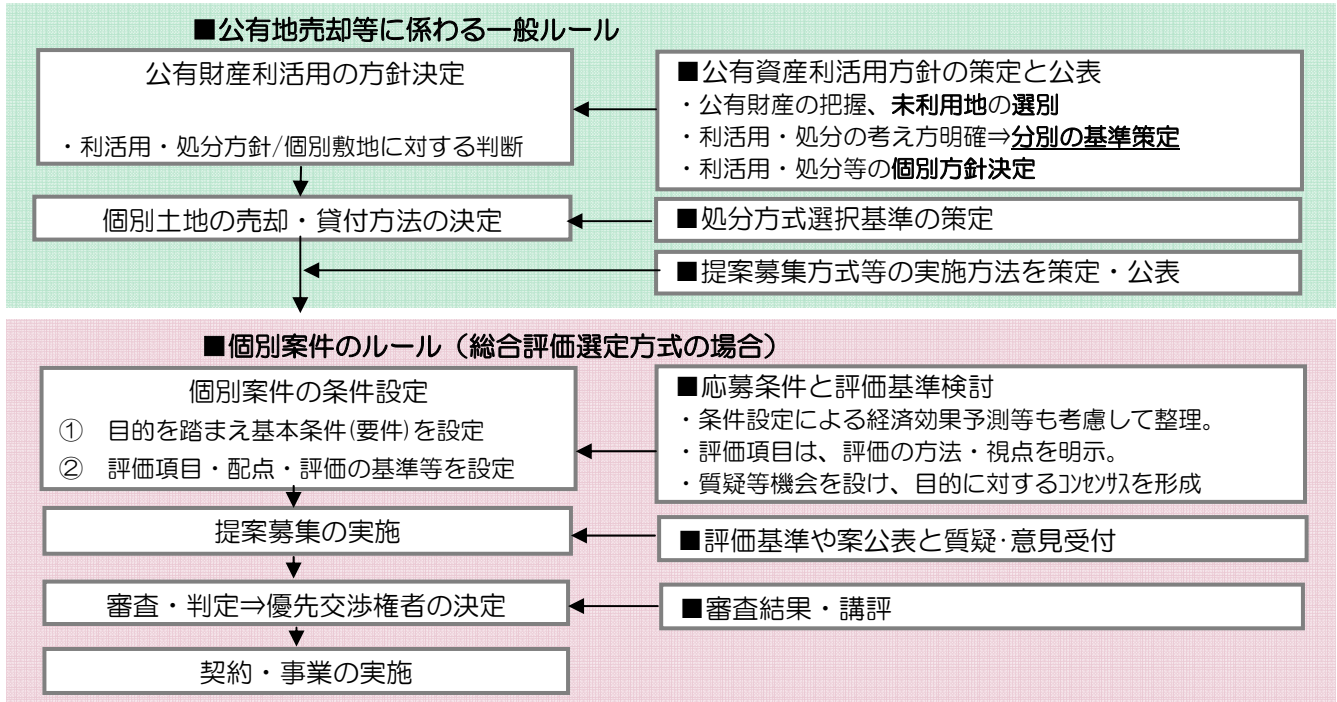 ■公有地売却等に係わる一般ルール
公有財産利活用の方針決定
・利活用・処分方針/個別敷地に対する判断
■公有資産利活用方針の策定と公表
・公有財産の把握、未利用地の選別
・利活用・処分の考え方明確⇒分別の基準策定
・利活用・処分等の個別方針決定
個別土地の売却・貸付方法の決定
■処分方式選択基準の策定
■提案募集方式等の実施方法を策定・公表
■個別案件のルール（総合評価選定方式の場合）
個別案件の条件設定
① 目的を踏まえ基本条件(要件)を設定
② 評価項目・配点・評価の基準等を設定
■応募条件と評価基準検討
・条件設定による経済効果予測等も考慮して整理。
・評価項目は、評価の方法・視点を明示。
・質疑等機会を設け、目的に対するｺﾝｾﾝｻｽを形成
提案募集の実施
■評価基準や案公表と質疑･意見受付
審査・判定⇒優先交渉権者の決定
■審査結果・講評
契約・事業の実施